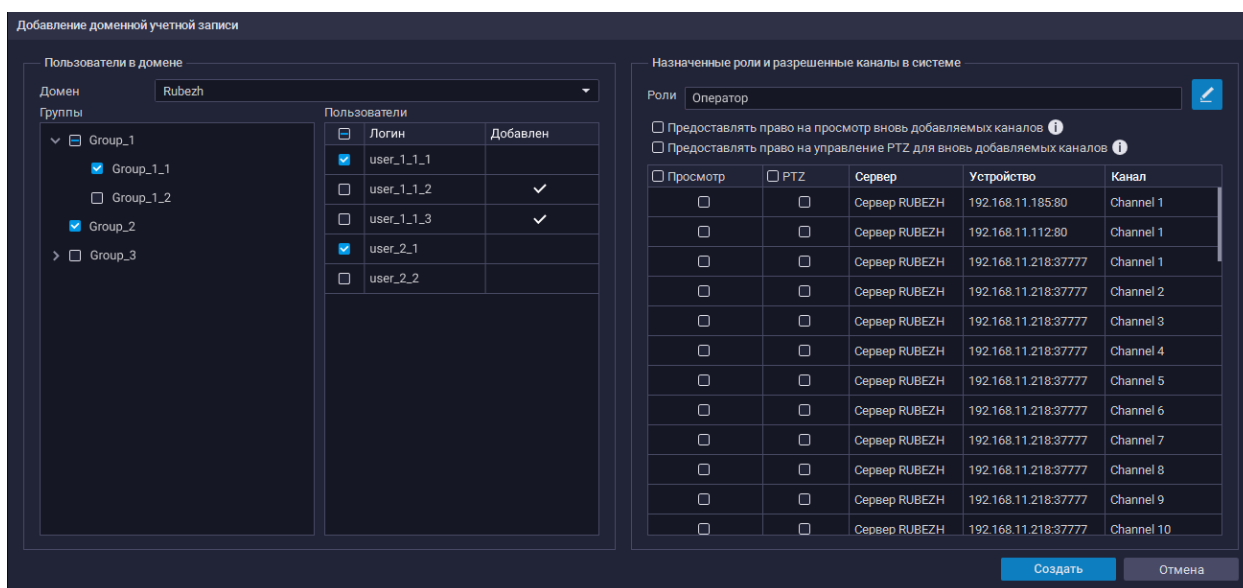 Добавление доменной учетной записи
Пользователи в домене
Домен Rubezh
Группы
Group_1
Group_1_1
Group_1_2
Group_2
Group_3
Пользователи
Логин Добавлен
user_1_1_1
user_1_1_2
user_1_1_3
user_2_1
user_2_2
Назначенные роли и разрешенные каналы в системе
Роли Оператор
Предоставлять право на просмотр вновь добавляемых каналов i
Предоставлять право на управление PTZ для вновь добавляемых каналов i
Просмотр PTZ Сервер Устройство Канал
Сервер RUBEZH 192.168.11.185:80 Channel 1
Сервер RUBEZH 192.168.11.112:80 Channel 1
Сервер RUBEZH 192.168.11.218:37777 Channel 1
Сервер RUBEZH 192.168.11.218:37777 Channel 2
Сервер RUBEZH 192.168.11.218:37777 Channel 3
Сервер RUBEZH 192.168.11.218:37777 Channel 4
Сервер RUBEZH 192.168.11.218:37777 Channel 5
Сервер RUBEZH 192.168.11.218:37777 Channel 6
Сервер RUBEZH 192.168.11.218:37777 Channel 7
Сервер RUBEZH 192.168.11.218:37777 Channel 8
Сервер RUBEZH 192.168.11.218:37777 Channel 9
Сервер RUBEZH 192.168.11.218:37777 Channel 10
Создать Отмена